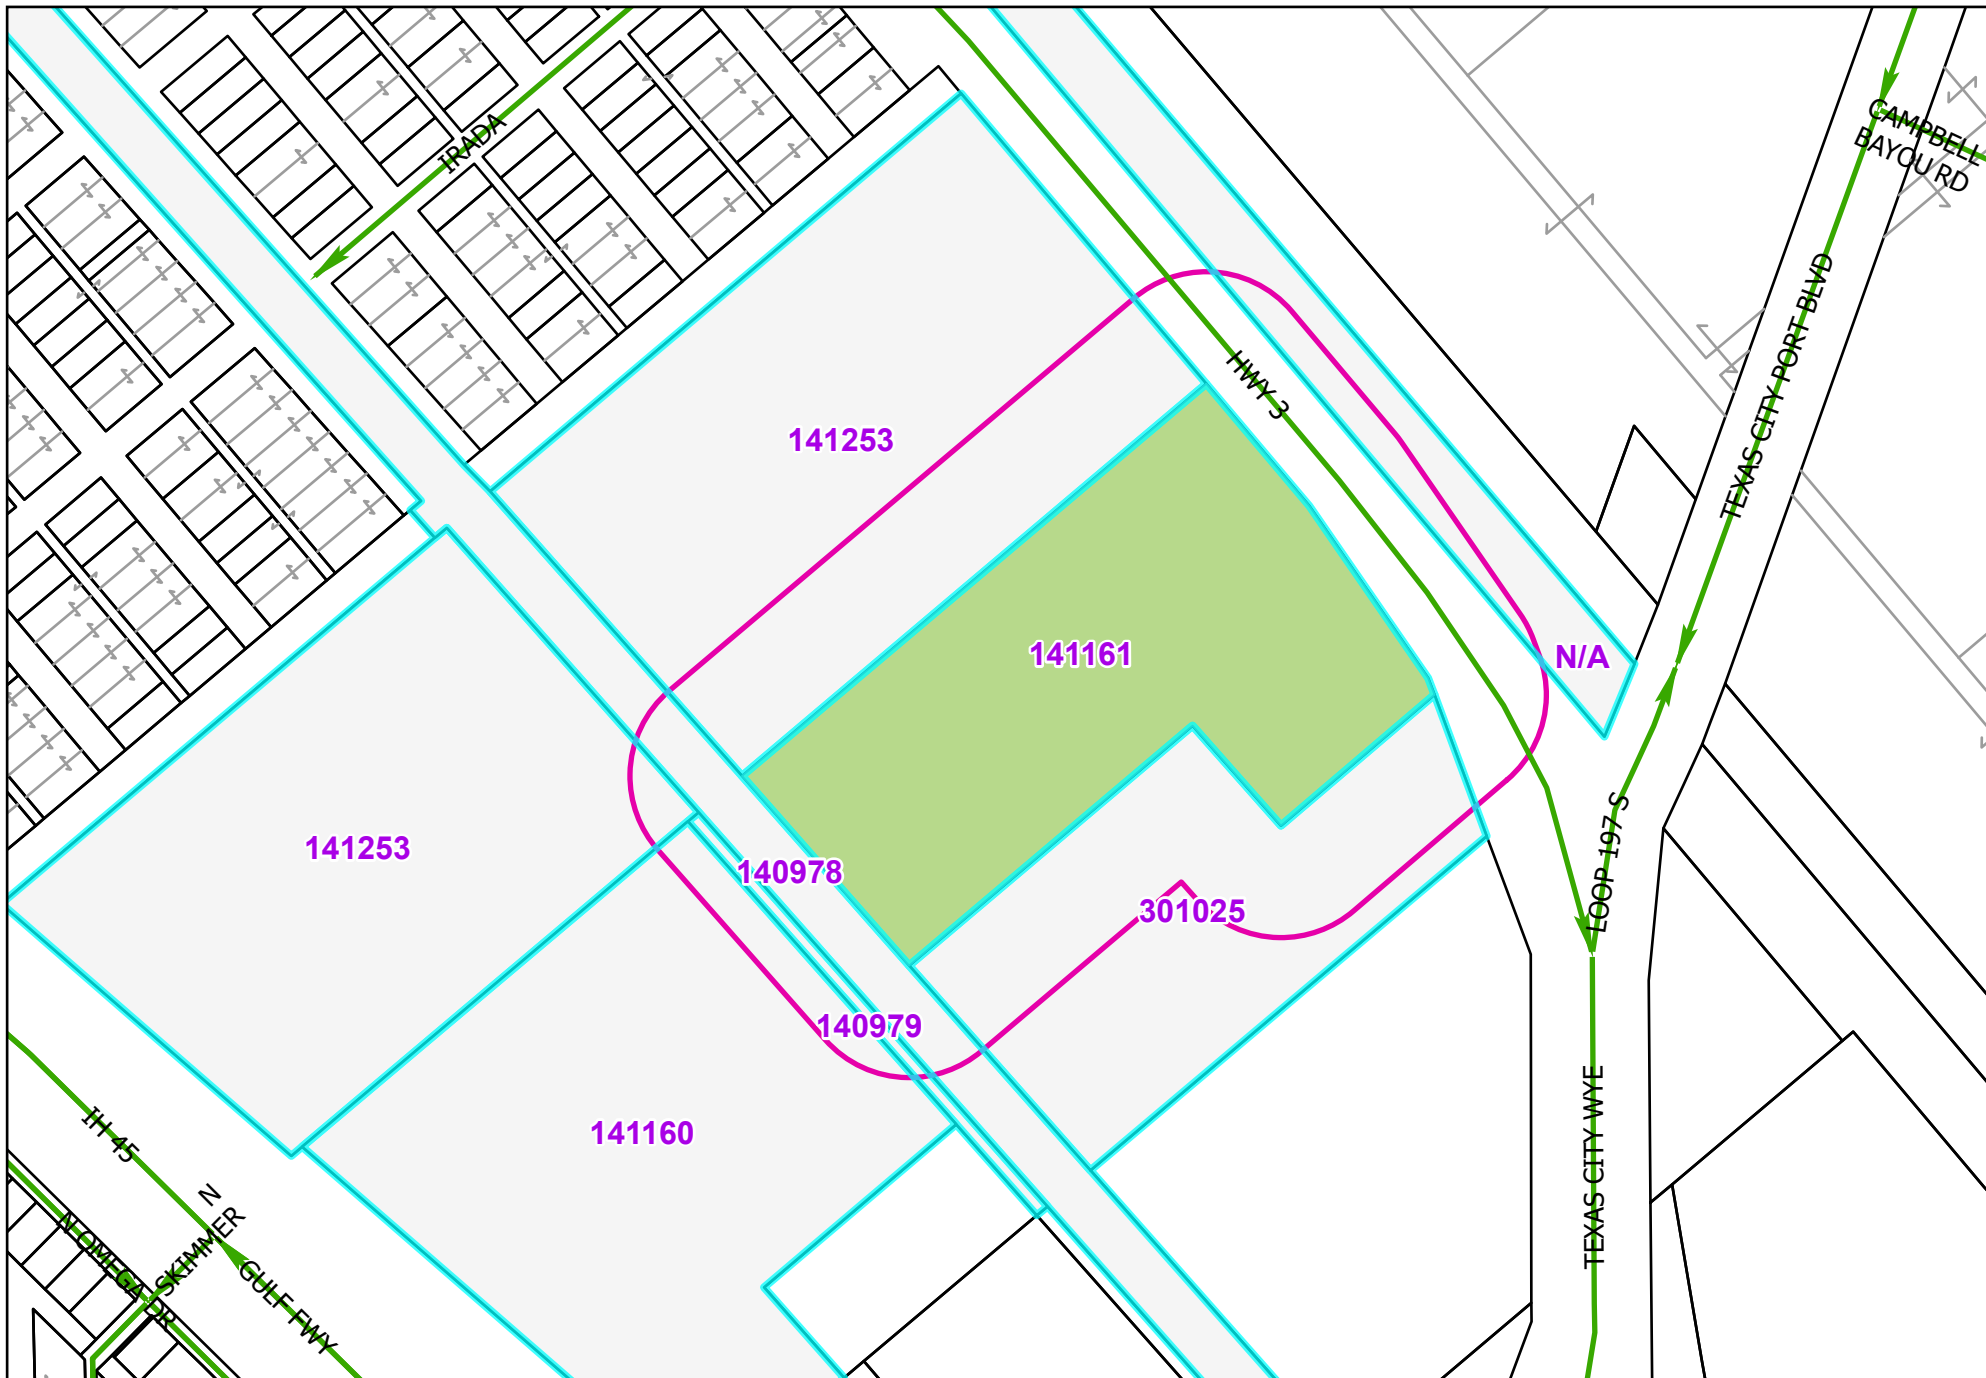 IRADA
CAMPBELL
BAYOU RD
TEXAS CITY PORT BLVD
HWY 3
141253
141161
N/A
141253
140978
LOOP 197 S
301025
140979
141160
TEXAS CITY WYE
IH 45
N
SKIMMER
N OMEGA DR
GULF FWY